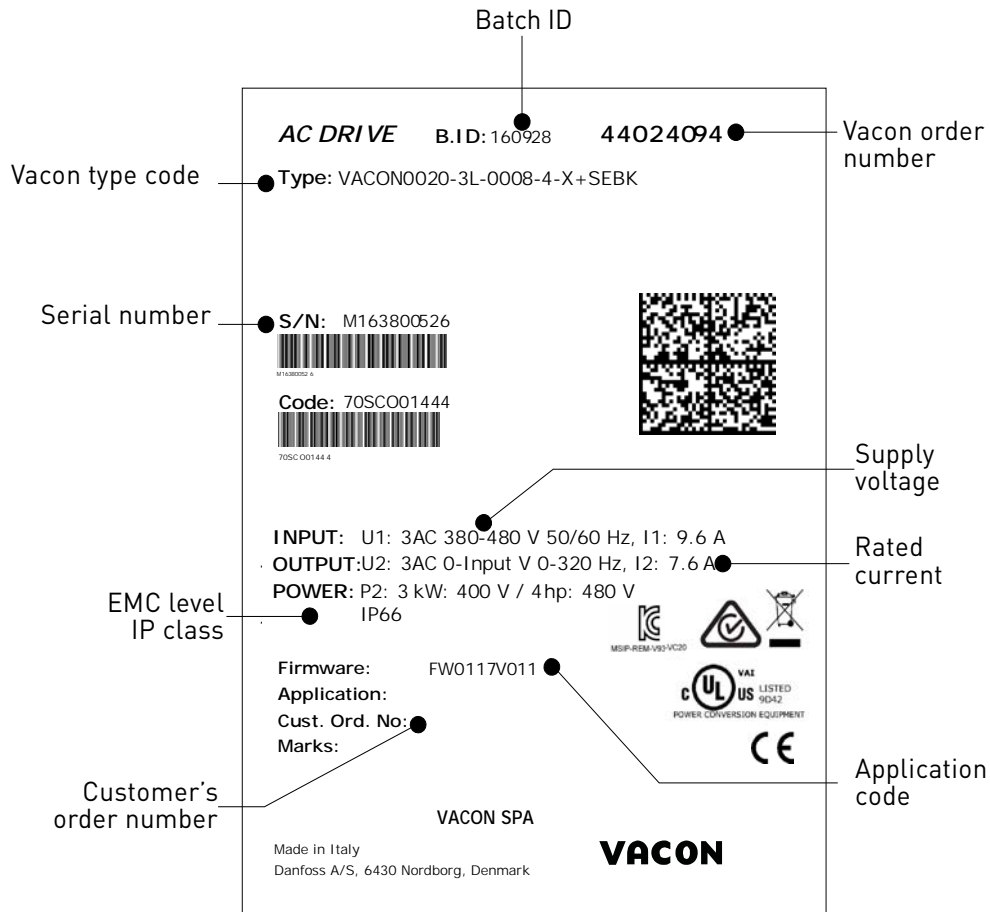 Batch ID
AC DRIVE B.ID: 160928 44024094
Vacon order
number
Vacon type code
Type: VACON0020-3L-0008-4-X+SEBK
Serial number
S/N: M163800526
M16380052 6
Code: 70SCO01444
70SC O0144 4
Supply
voltage
INPUT: U1: 3AC 380-480 V 50/60 Hz, I1: 9.6 A
OUTPUT: U2: 3AC 0-Input V 0-320 Hz, I2: 7.6 A
Rated
current
POWER: P2: 3 kW: 400 V / 4hp: 480 V
EMC level
IP class
IP66
MSIP-REM-V93-VC20
Firmware: FW0117V011
Application:
Cust. Ord. No:
Marks:
C UL US VAI LISTED
9D42
POWER CONVERSION EQUIPMENT
CE
Customer's
order number
Application
code
VACON SPA
Made in Italy
Danfoss A/S, 6430 Nordborg, Denmark
VACON